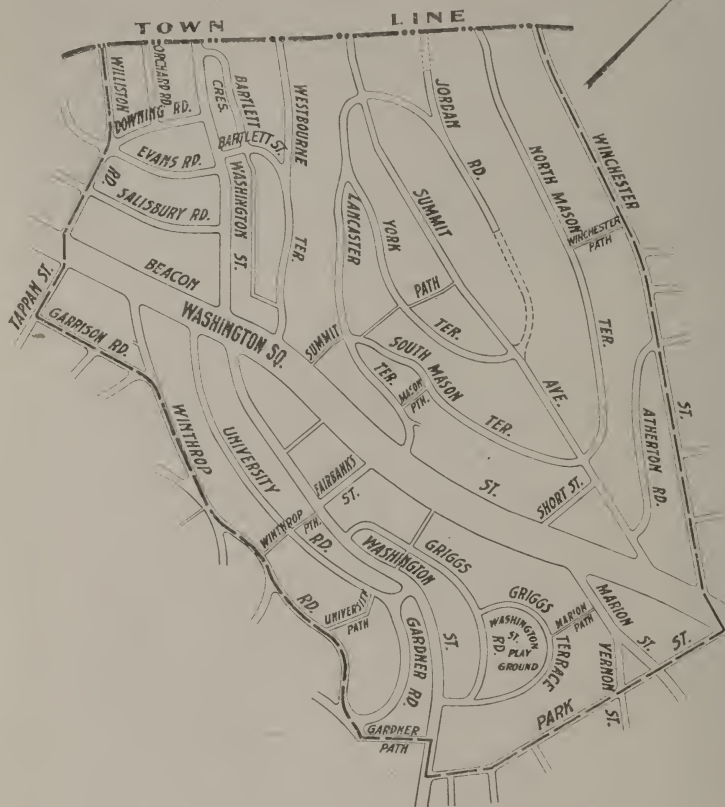 TOWN LINE
WILLISTON
RD.
ORCHARD RD.
DOWNING RD.
CRES.
BARTLETT
BARTLETT ST.
WESTBOURNE
TER.
EVANS RD.
SALISBURY RD.
WASHINGTON
ST.
BEACON
ST.
TAPPAN ST.
GARRISON RD.
WASHINGTON SQ.
LANCASTER
TER.
YORK
TER.
SUMMIT
AVE.
JORDAN
RD.
NORTH MASON
TER.
WINCHESTER
ST.
WINCHESTER
PATH
SUMMIT
PATH
SOUTH MASON
TER.
MASON
PTH.
ATHERTON RD.
SHORT ST.
WINTHROP
RD.
UNIVERSITY
RD.
FAIRBANKS
ST.
WINTHROP
PTH.
WASHINGTON
ST.
GRIGGS
RD.
GRIGGS
TERRACE
WASHINGTON
ST.
PLAY
GROUND
MARION
PATH
MARION
ST.
VERNON
ST.
PARK
ST.
UNIVERSITY
PATH
GARDNER RD.
GARDNER
PATH